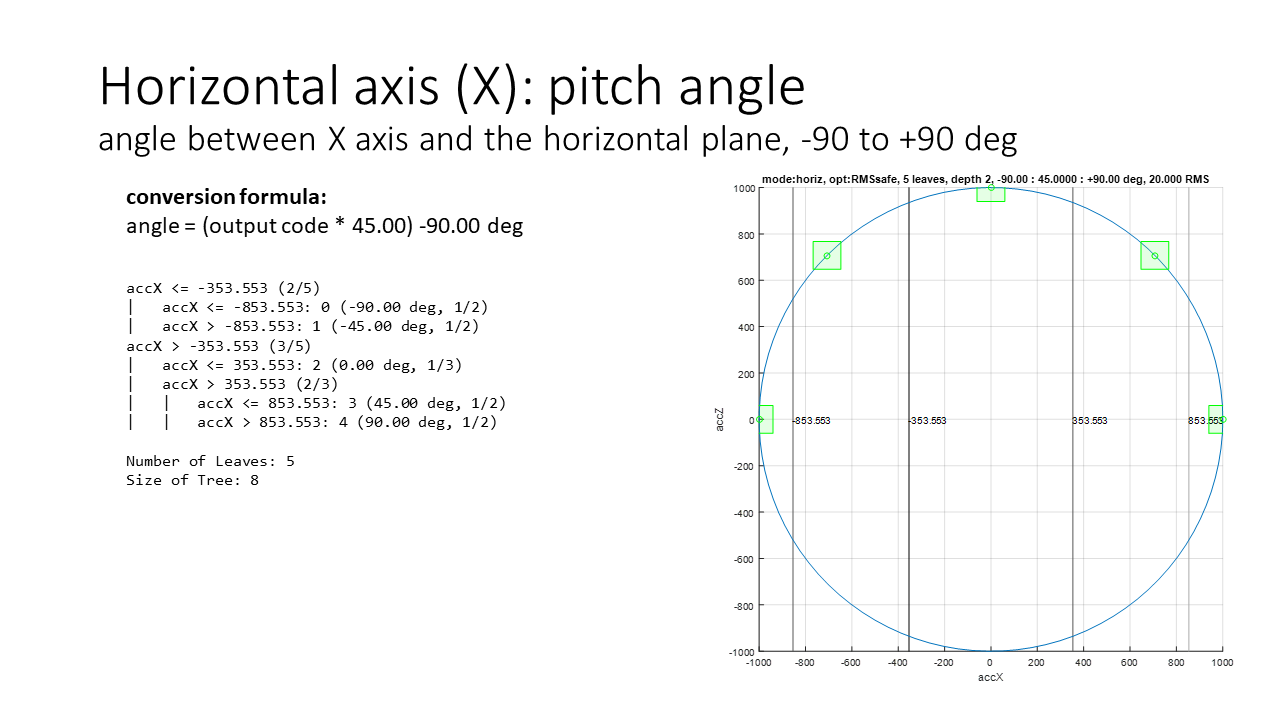 Horizontal axis (X): pitch angle
angle between X axis and the horizontal plane, -90 to +90 deg
conversion formula:
angle = (output code * 45.00) -90.00 deg
accX <= -353.553 (2/5)
|   accX <= -853.553: 0 (-90.00 deg, 1/2)
|   accX > -853.553: 1 (-45.00 deg, 1/2)
accX > -353.553 (3/5)
|   accX <= 353.553: 2 (0.00 deg, 1/3)
|   accX > 353.553 (2/3)
|   |   accX <= 853.553: 3 (45.00 deg, 1/2)
|   |   accX > 853.553: 4 (90.00 deg, 1/2)
Number of Leaves: 5
Size of Tree: 8
mode:horiz, opt:RMSsafe, 5 leaves, depth 2, -90.00 : 45.0000 : +90.00 deg, 20.000 RMS
1000
800
600
400
200
0
-200
-400
-600
-800
-1000
accZ
-853.553
-353.553
353.553
853.553
-1000
-800
-600
-400
-200
0
200
400
600
800
1000
accX